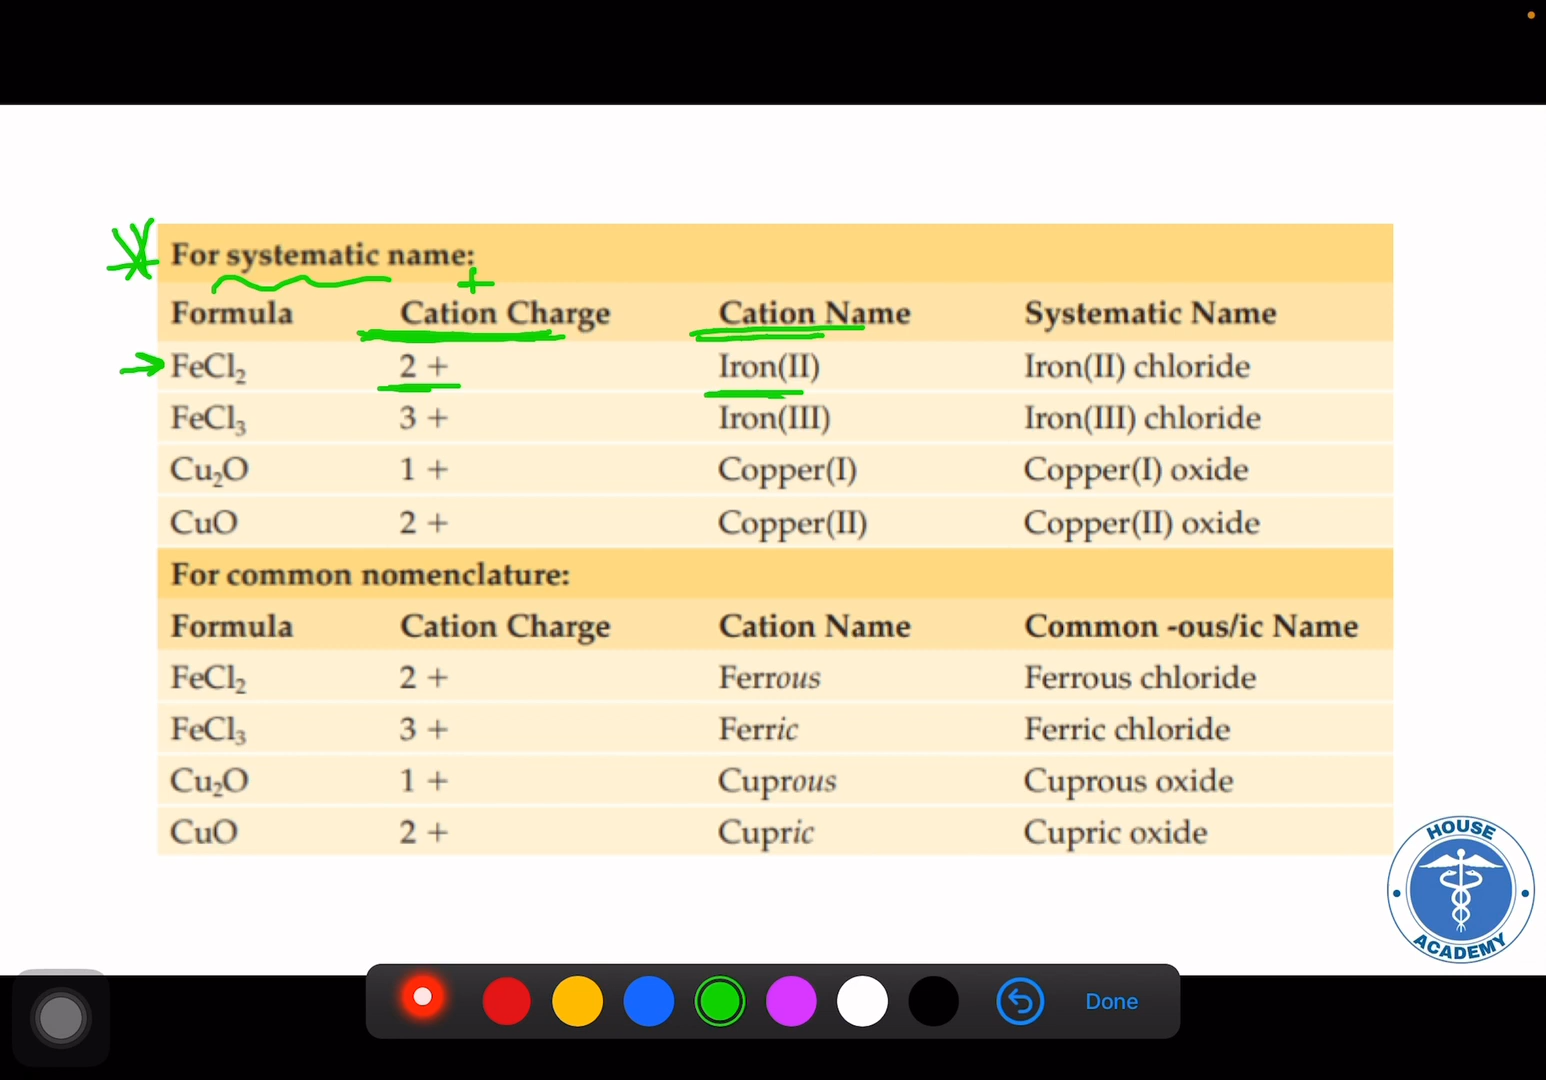 For systematic name:
+
Formula Cation Charge Cation Name Systematic Name
FeCl₂ 2 + Iron(II) Iron(II) chloride
FeCl₃ 3 + Iron(III) Iron(III) chloride
Cu₂O 1 + Copper(I) Copper(I) oxide
CuO 2 + Copper(II) Copper(II) oxide
For common nomenclature:
Formula Cation Charge Cation Name Common -ous/ic Name
FeCl₂ 2 + Ferrous Ferrous chloride
FeCl₃ 3 + Ferric Ferric chloride
Cu₂O 1 + Cuprous Cuprous oxide
CuO 2 + Cupric Cupric oxide
HOUSE
ACADEMY
Done